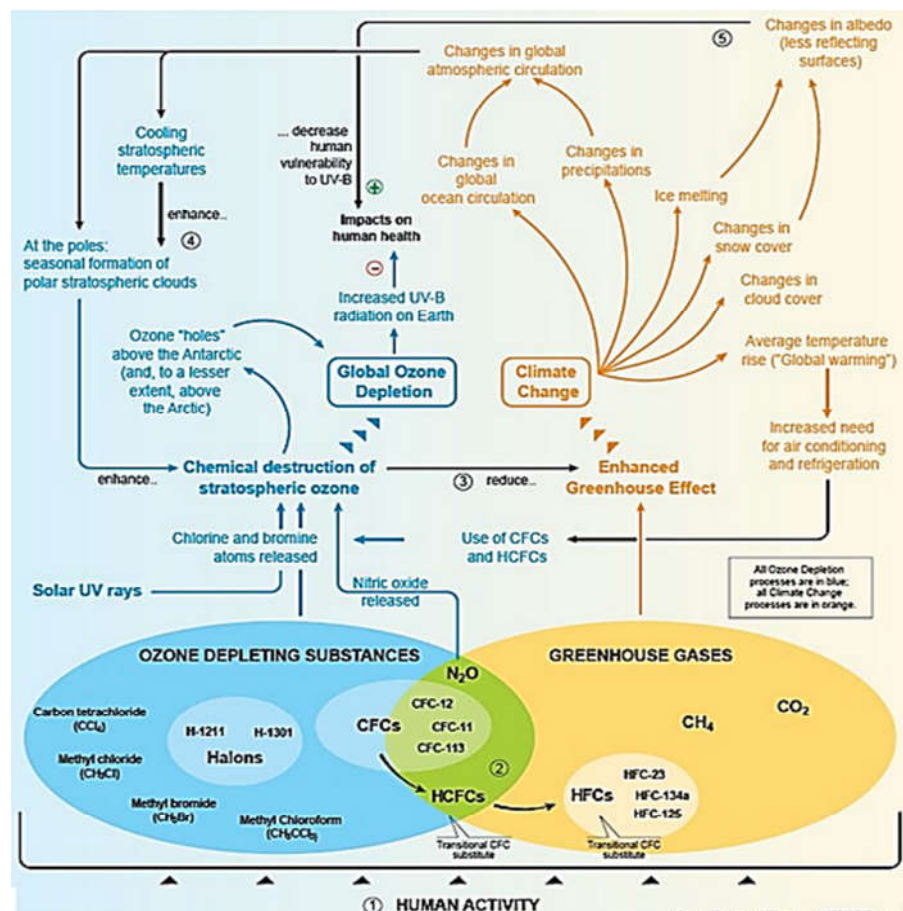 Changes in albedo
(less reflecting
surfaces)
⑤
Changes in global
atmospheric circulation
Cooling
stratospheric
temperatures
... decrease
human
vulnerability
to UV-B
Changes in
global
ocean circulation
Changes in
precipitations
Ice melting
enhance..
④
+
Impacts on
human health
−
At the poles:
seasonal formation of
polar stratospheric clouds
Changes in
snow cover
Increased UV-B
radiation on Earth
Changes in
cloud cover
Ozone "holes"
above the Antarctic
(and, to a lesser
extent, above
the Arctic)
Global Ozone
Depletion
Climate
Change
Average temperature
rise ("Global warming")
Increased need
for air conditioning
and refrigeration
enhance..
Chemical destruction of
stratospheric ozone
③
reduce..
Enhanced
Greenhouse Effect
Chlorine and bromine
atoms released
Use of CFCs
and HCFCs
Solar UV rays
Nitric oxide
released
All Ozone Depletion
processes are in blue;
all Climate Change
processes are in orange.
OZONE DEPLETING SUBSTANCES
GREENHOUSE GASES
N₂O
Carbon tetrachloride
(CCl₄)
H-1211
H-1301
Halons
CFCs
CFC-12
CFC-11
CFC-113
CH₄
CO₂
Methyl chloride
(CH₃Cl)
②
HCFCs
HFCs
HFC-23
HFC-134a
HFC-125
Methyl bromide
(CH₃Br)
Methyl Chloroform
(CH₃CCl₃)
Transitional CFC
substitute
Transitional CFC
substitute
① HUMAN ACTIVITY